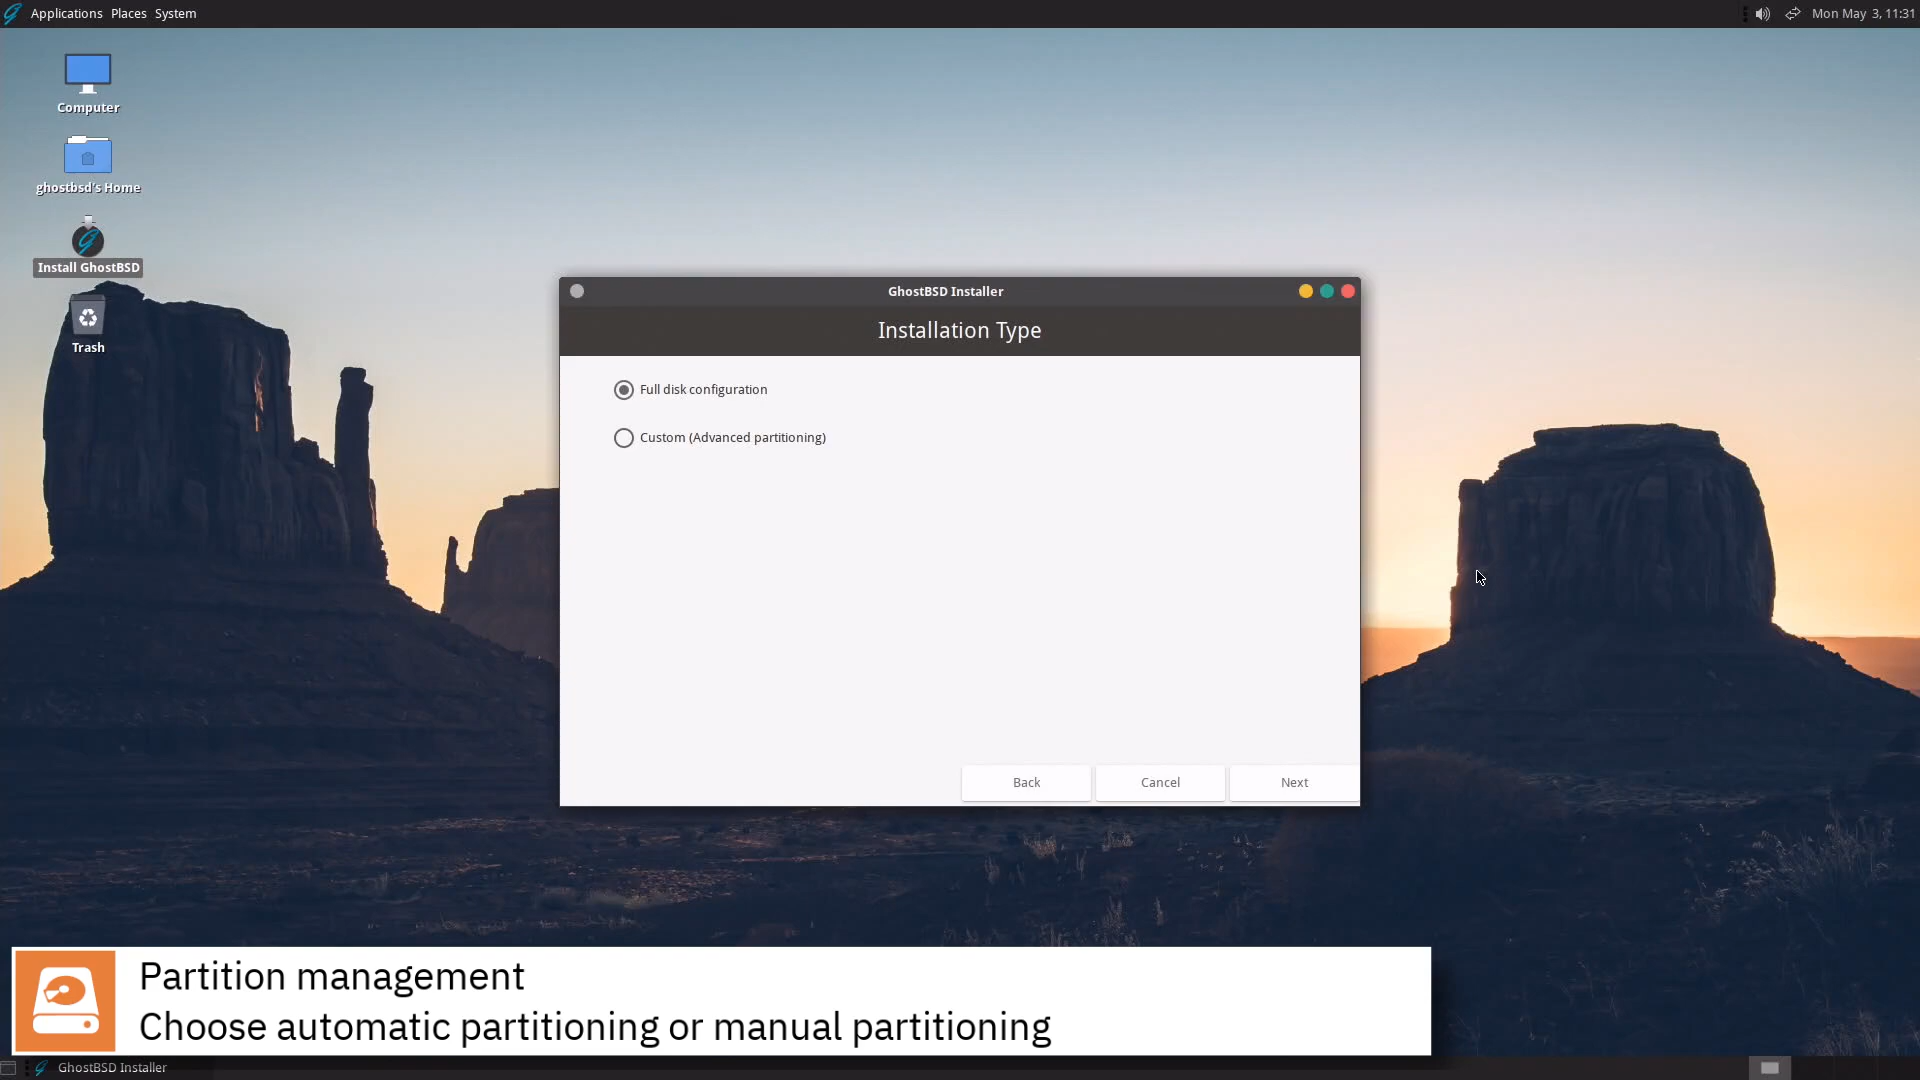 Applications Places System
Mon May 3, 11:31
Computer
ghostbsd's Home
Install GhostBSD
Trash
GhostBSD Installer
Installation Type
Full disk configuration
Custom (Advanced partitioning)
Back Cancel Next
Partition management
Choose automatic partitioning or manual partitioning
GhostBSD Installer